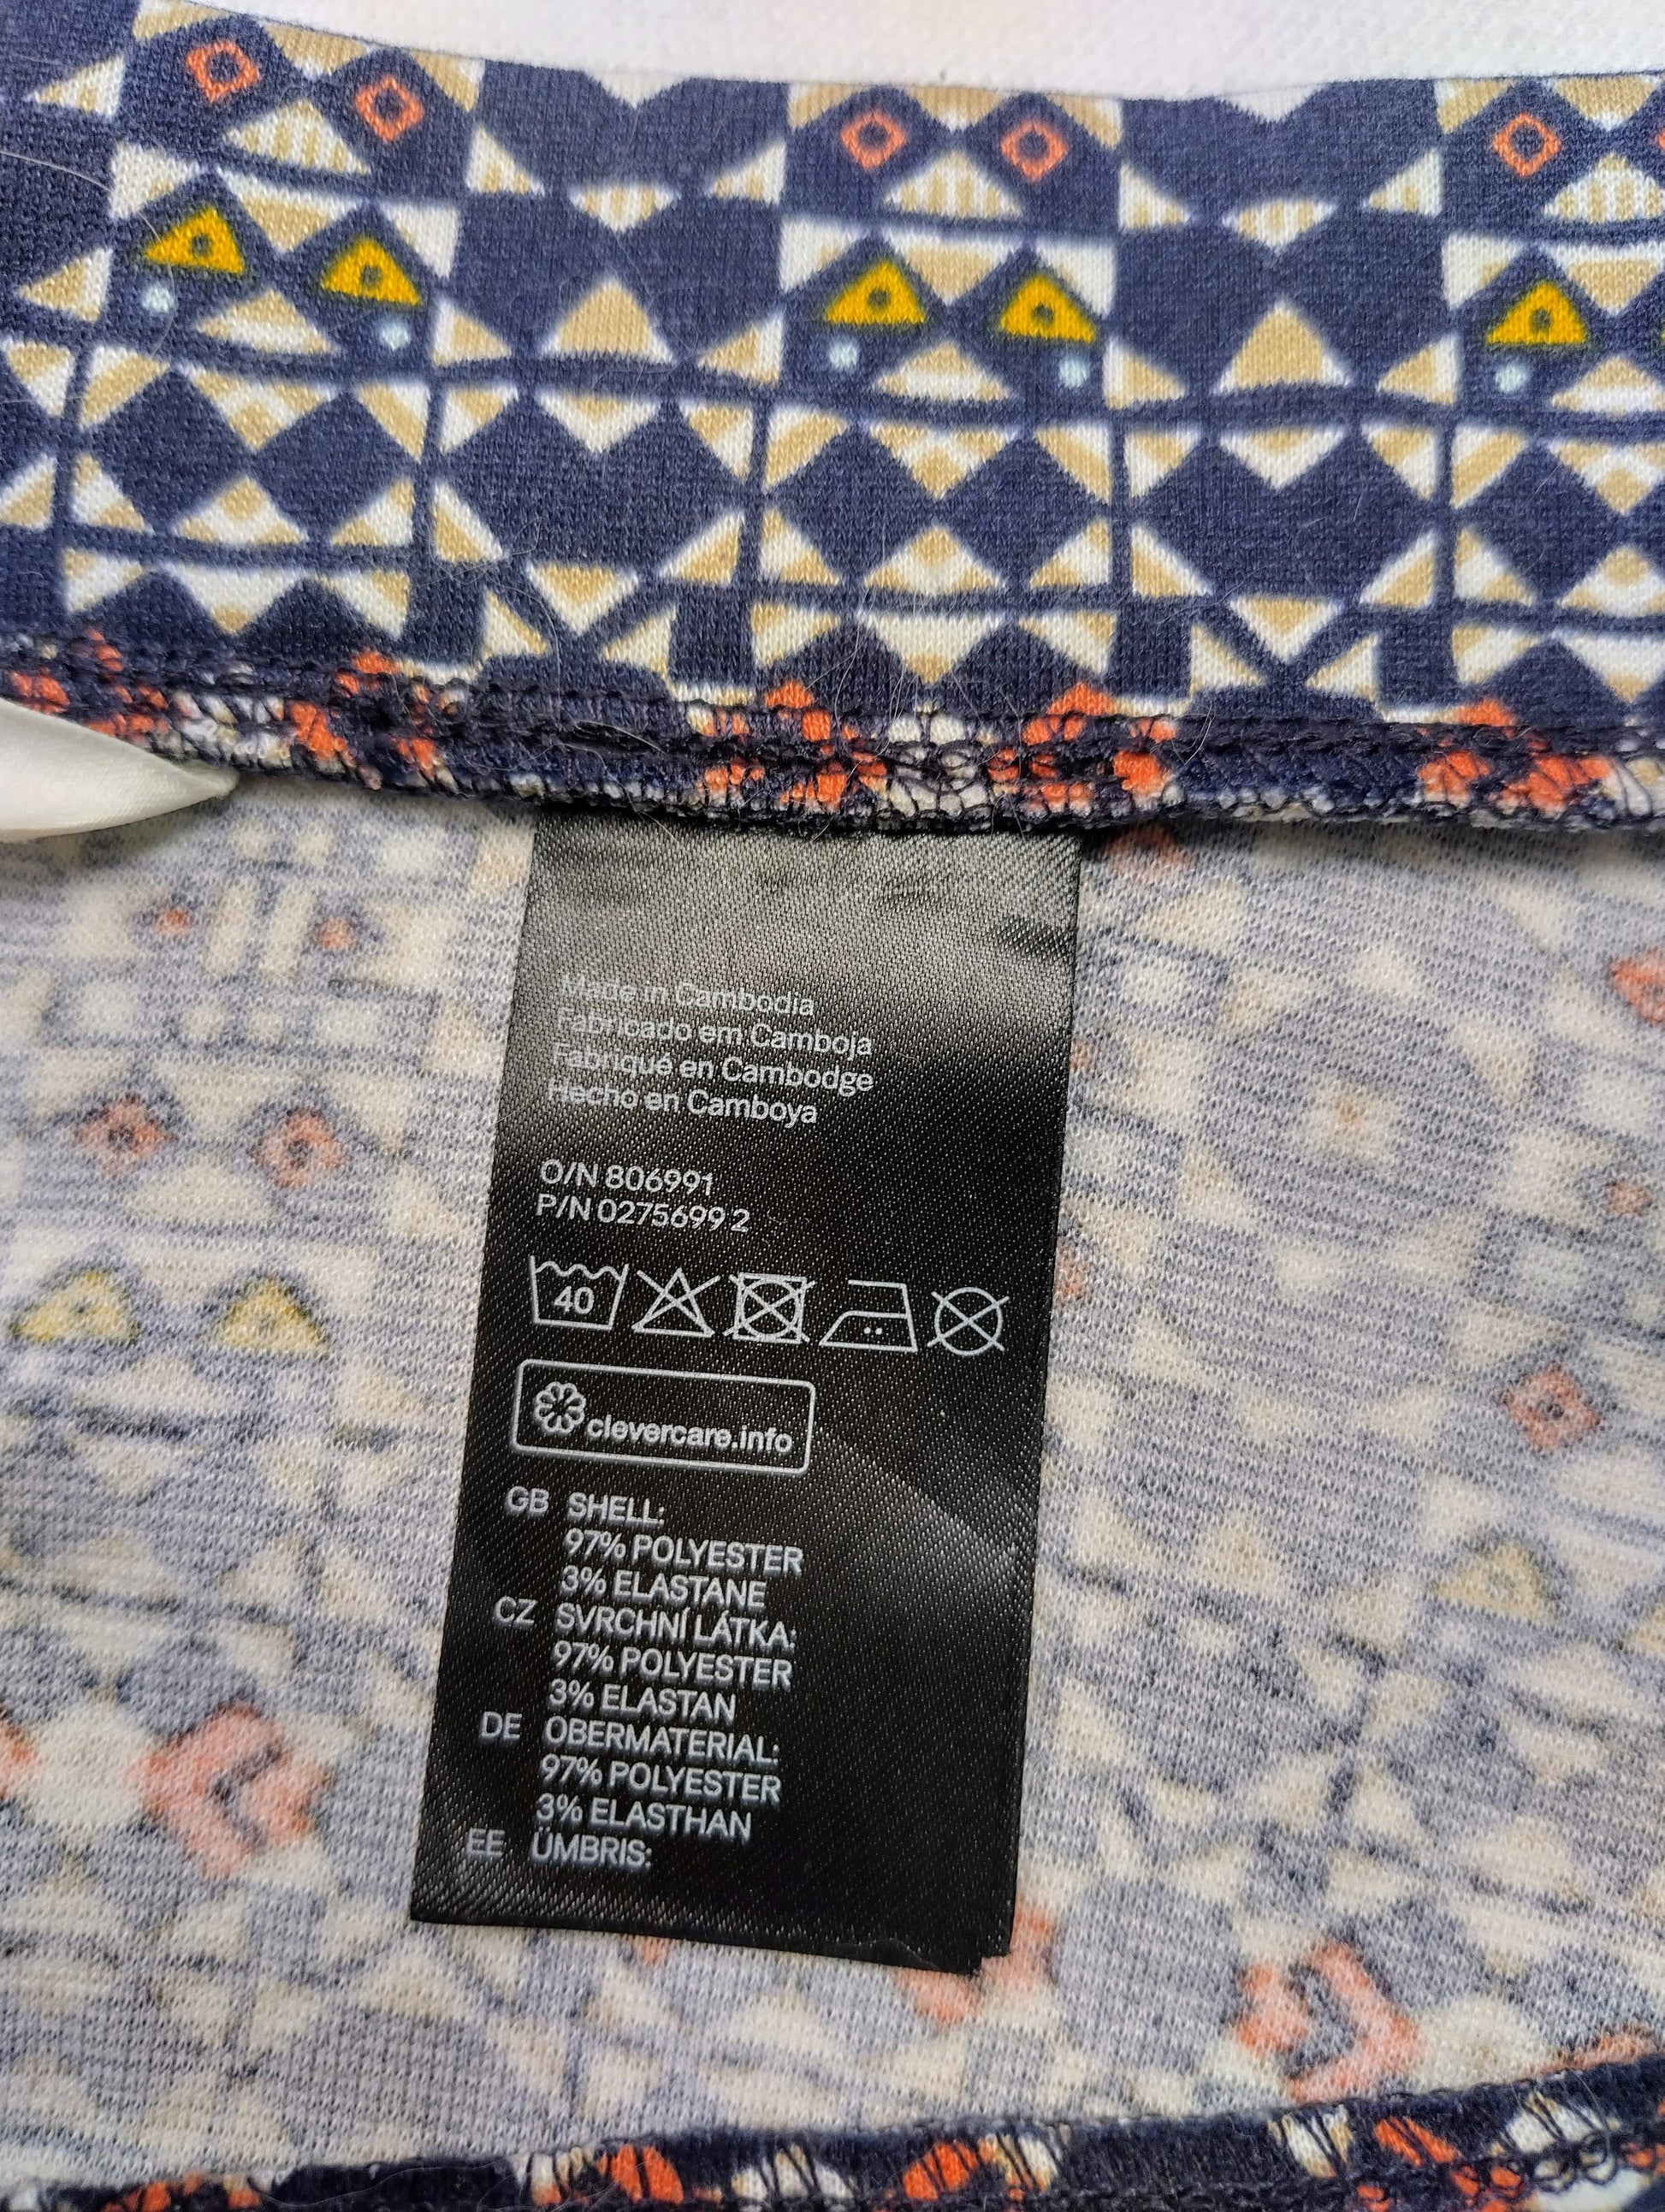 Made in Cambodia
Fabricado em Camboja
Fabriqué en Cambodge
Hecho en Camboya
O/N 806991
P/N 0275699 2
40
clevercare.info
GB SHELL:
97% POLYESTER
3% ELASTANE
CZ SVRCHNÍ LÁTKA:
97% POLYESTER
3% ELASTAN
DE OBERMATERIAL:
97% POLYESTER
3% ELASTHAN
EE ÜMBRIS: